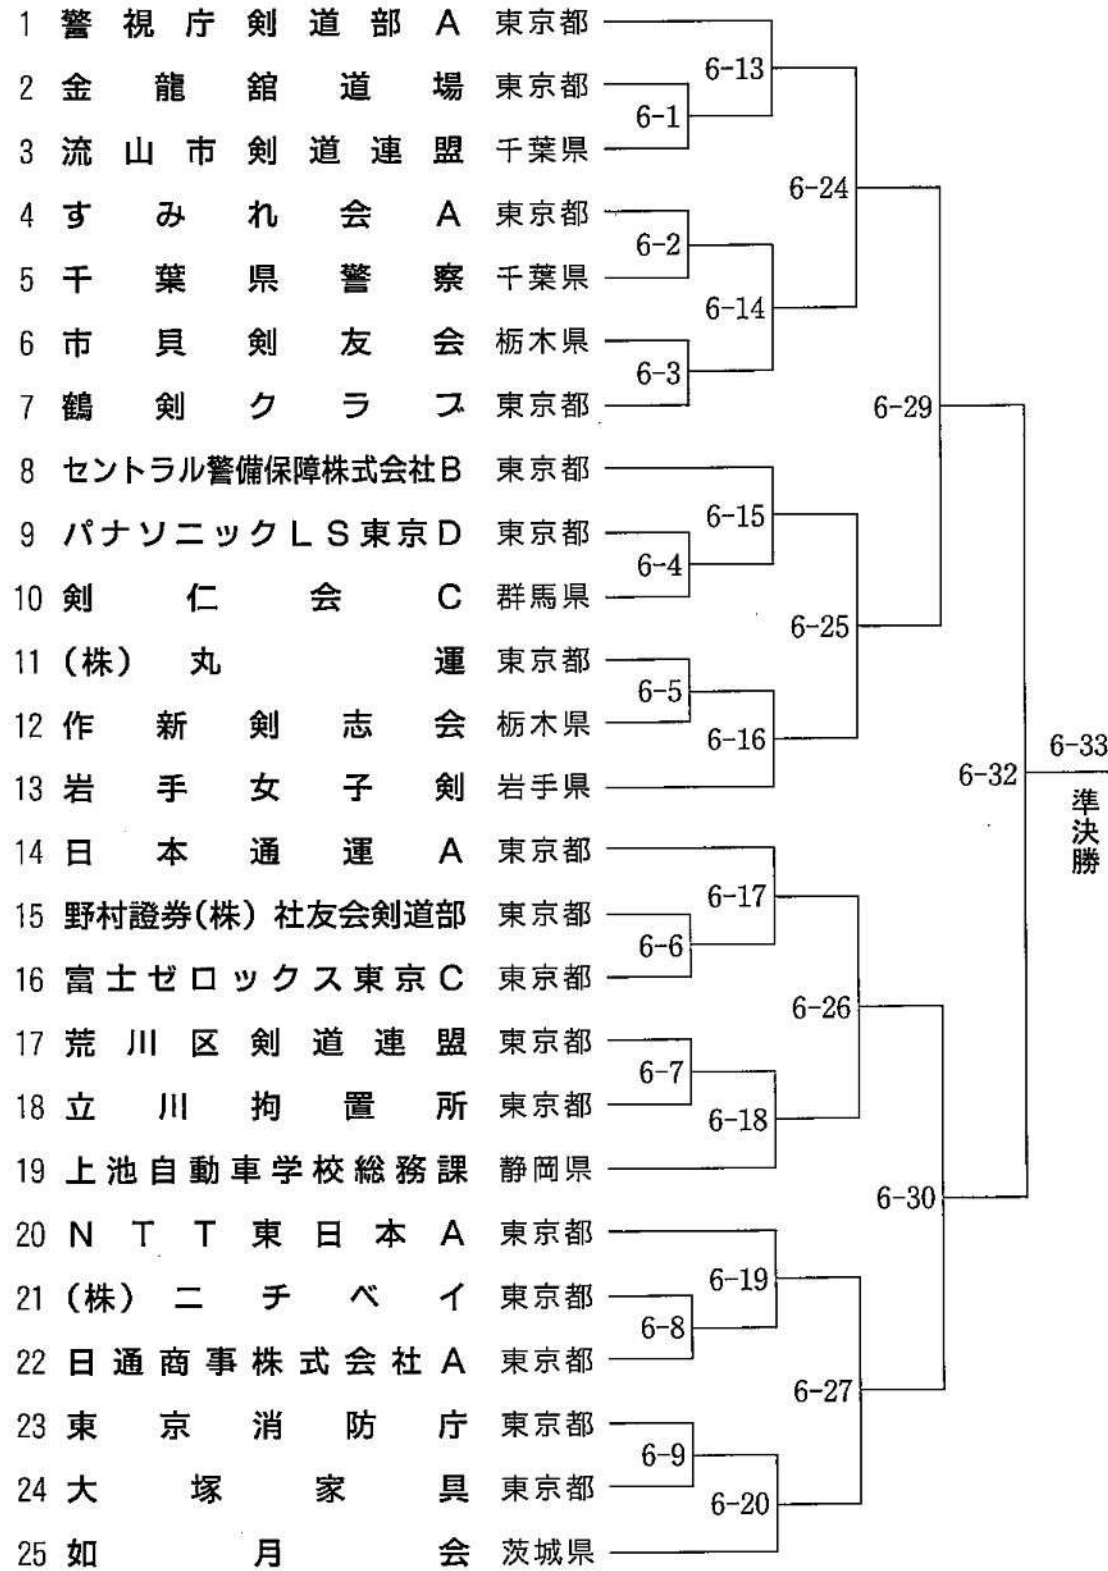 1 警視庁剣道部A 東京都
2 金龍舘道場 東京都
3 流山市剣道連盟 千葉県
4 すみれ会A 東京都
5 千葉県警察 千葉県
6 市貝剣友会 栃木県
7 鶴剣クラブ 東京都
8 セントラル警備保障株式会社B 東京都
9 パナソニックLS東京D 東京都
10 剣仁会C 群馬県
11 (株)丸運 東京都
12 作新剣志会 栃木県
13 岩手女子剣 岩手県
14 日本通運A 東京都
15 野村證券(株)社友会剣道部 東京都
16 富士ゼロックス東京C 東京都
17 荒川区剣道連盟 東京都
18 立川拘置所 東京都
19 上池自動車学校総務課 静岡県
20 NTT東日本A 東京都
21 (株)ニチベイ 東京都
22 日通商事株式会社A 東京都
23 東京消防庁 東京都
24 大塚家具 東京都
25 如月会 茨城県
6-1
6-2
6-3
6-4
6-5
6-6
6-7
6-8
6-9
6-13
6-14
6-15
6-16
6-17
6-18
6-19
6-20
6-24
6-25
6-26
6-27
6-29
6-30
6-32
6-33
準決勝